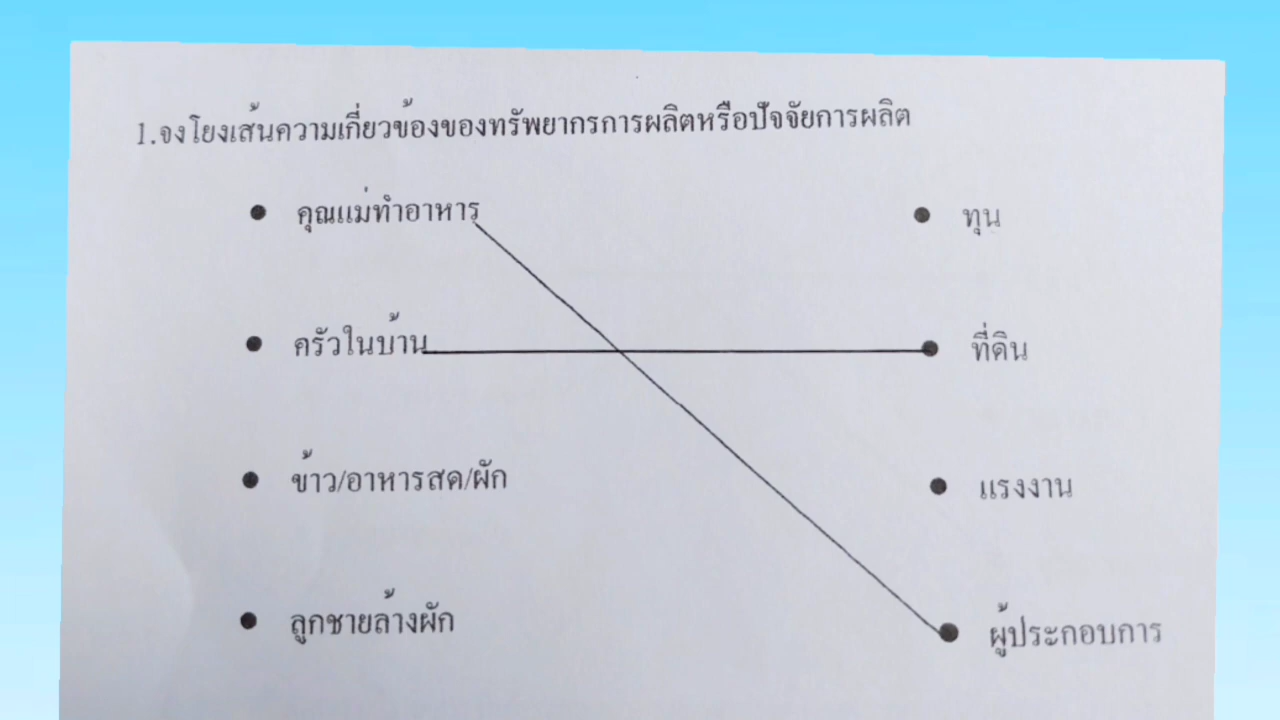 1.จงโยงเส้นความเกี่ยวข้องของทรัพยากรการผลิตหรือปัจจัยการผลิต
คุณแม่ทำอาหาร ทุน
ครัวในบ้าน ที่ดิน
ข้าว/อาหารสด/ผัก แรงงาน
ลูกชายล้างผัก ผู้ประกอบการ